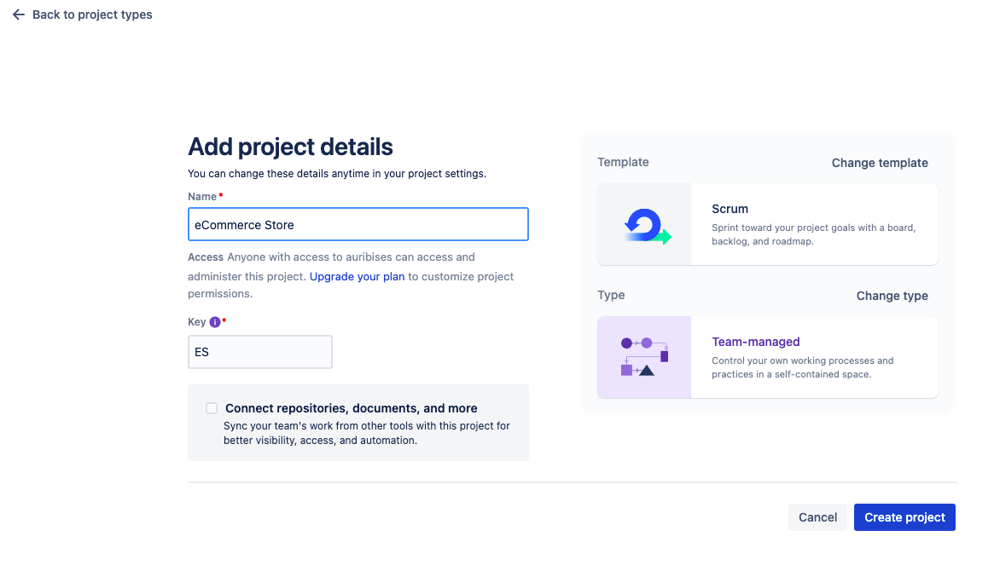 Back to project types
Add project details
You can change these details anytime in your project settings.
Name *
eCommerce Store
Access Anyone with access to auribises can access and
administer this project. Upgrade your plan to customize project
permissions.
Key i *
ES
Connect repositories, documents, and more
Sync your team's work from other tools with this project for
better visibility, access, and automation.
Template
Change template
Scrum
Sprint toward your project goals with a board,
backlog, and roadmap.
Type
Change type
Team-managed
Control your own working processes and
practices in a self-contained space.
Cancel
Create project